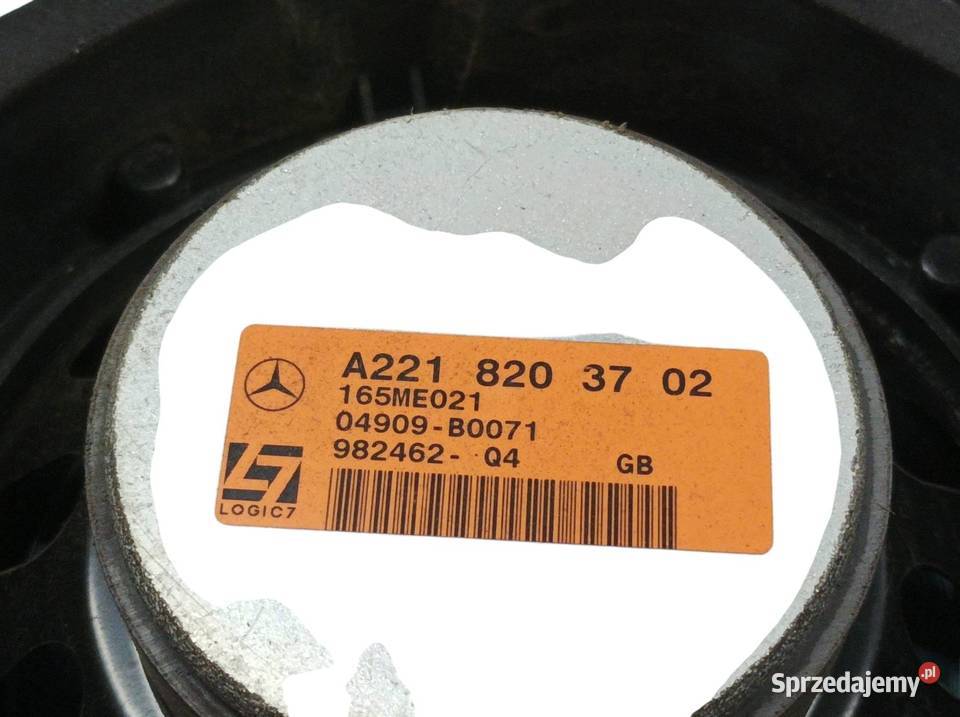 A221 820 37 02
165ME021
04909-B0071
982462- Q4 GB
LOGIC7
Sprzedajemy.pl